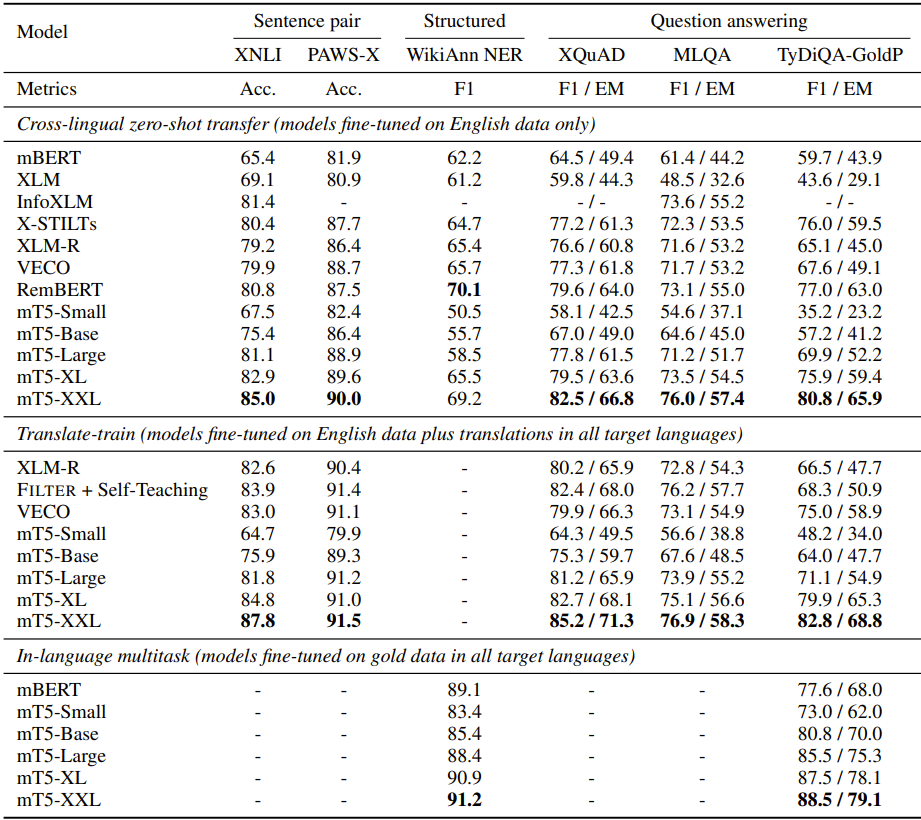 Model Sentence pair Structured Question answering
XNLI PAWS-X WikiAnn NER XQuAD MLQA TyDiQA-GoldP
Metrics Acc. Acc. F1 F1 / EM F1 / EM F1 / EM
Cross-lingual zero-shot transfer (models fine-tuned on English data only)
mBERT 65.4 81.9 62.2 64.5 / 49.4 61.4 / 44.2 59.7 / 43.9
XLM 69.1 80.9 61.2 59.8 / 44.3 48.5 / 32.6 43.6 / 29.1
InfoXLM 81.4 - - - / - 73.6 / 55.2 - / -
X-STILTs 80.4 87.7 64.7 77.2 / 61.3 72.3 / 53.5 76.0 / 59.5
XLM-R 79.2 86.4 65.4 76.6 / 60.8 71.6 / 53.2 65.1 / 45.0
VECO 79.9 88.7 65.7 77.3 / 61.8 71.7 / 53.2 67.6 / 49.1
RemBERT 80.8 87.5 70.1 79.6 / 64.0 73.1 / 55.0 77.0 / 63.0
mT5-Small 67.5 82.4 50.5 58.1 / 42.5 54.6 / 37.1 35.2 / 23.2
mT5-Base 75.4 86.4 55.7 67.0 / 49.0 64.6 / 45.0 57.2 / 41.2
mT5-Large 81.1 88.9 58.5 77.8 / 61.5 71.2 / 51.7 69.9 / 52.2
mT5-XL 82.9 89.6 65.5 79.5 / 63.6 73.5 / 54.5 75.9 / 59.4
mT5-XXL 85.0 90.0 69.2 82.5 / 66.8 76.0 / 57.4 80.8 / 65.9
Translate-train (models fine-tuned on English data plus translations in all target languages)
XLM-R 82.6 90.4 - 80.2 / 65.9 72.8 / 54.3 66.5 / 47.7
FILTER + Self-Teaching 83.9 91.4 - 82.4 / 68.0 76.2 / 57.7 68.3 / 50.9
VECO 83.0 91.1 - 79.9 / 66.3 73.1 / 54.9 75.0 / 58.9
mT5-Small 64.7 79.9 - 64.3 / 49.5 56.6 / 38.8 48.2 / 34.0
mT5-Base 75.9 89.3 - 75.3 / 59.7 67.6 / 48.5 64.0 / 47.7
mT5-Large 81.8 91.2 - 81.2 / 65.9 73.9 / 55.2 71.1 / 54.9
mT5-XL 84.8 91.0 - 82.7 / 68.1 75.1 / 56.6 79.9 / 65.3
mT5-XXL 87.8 91.5 - 85.2 / 71.3 76.9 / 58.3 82.8 / 68.8
In-language multitask (models fine-tuned on gold data in all target languages)
mBERT - - 89.1 - - 77.6 / 68.0
mT5-Small - - 83.4 - - 73.0 / 62.0
mT5-Base - - 85.4 - - 80.8 / 70.0
mT5-Large - - 88.4 - - 85.5 / 75.3
mT5-XL - - 90.9 - - 87.5 / 78.1
mT5-XXL - - 91.2 - - 88.5 / 79.1